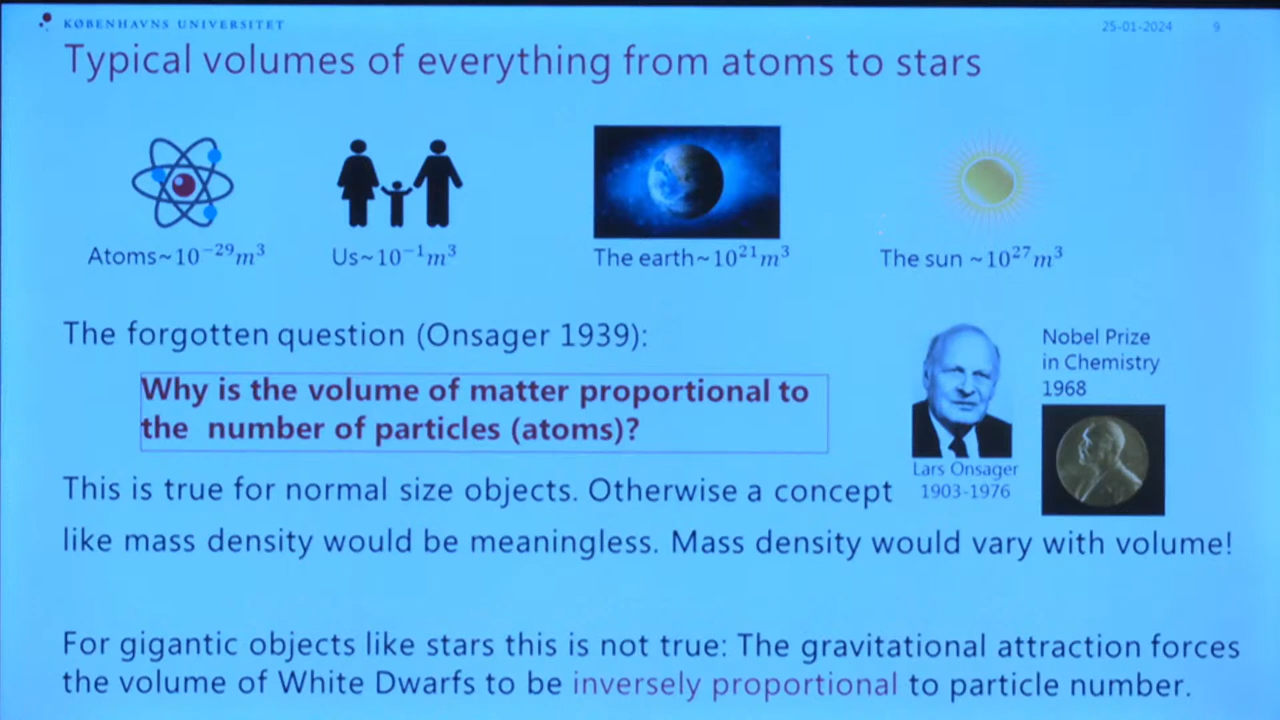 KØBENHAVNS UNIVERSITET
25-01-2024 9
Typical volumes of everything from atoms to stars
Atoms~10⁻²⁹m³
Us~10⁻¹m³
The earth~10²¹m³
The sun ~10²⁷m³
The forgotten question (Onsager 1939):
Why is the volume of matter proportional to
the number of particles (atoms)?
Nobel Prize
in Chemistry
1968
Lars Onsager
1903-1976
This is true for normal size objects. Otherwise a concept
like mass density would be meaningless. Mass density would vary with volume!
For gigantic objects like stars this is not true: The gravitational attraction forces
the volume of White Dwarfs to be inversely proportional to particle number.